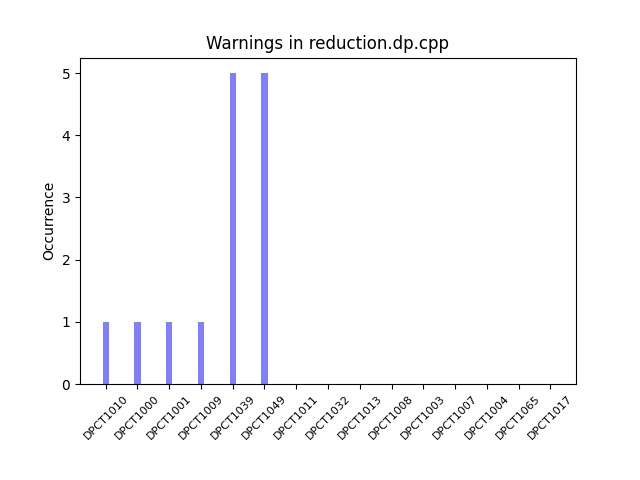 Warnings in reduction.dp.cpp
Occurrence
5
4
3
2
1
0
DPCT1010
DPCT1000
DPCT1001
DPCT1009
DPCT1039
DPCT1049
DPCT1011
DPCT1032
DPCT1013
DPCT1008
DPCT1003
DPCT1007
DPCT1004
DPCT1065
DPCT1017